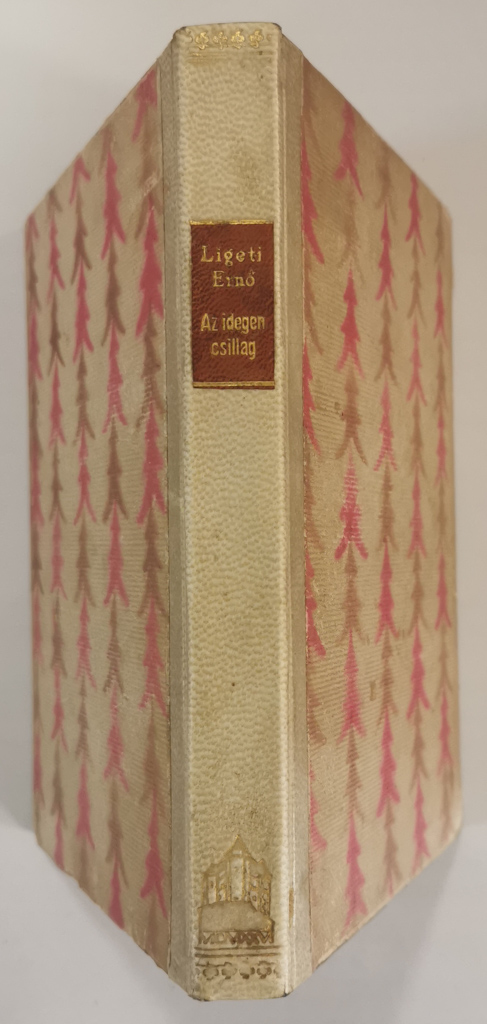 Ligeti
Ernő
Az idegen
csillag